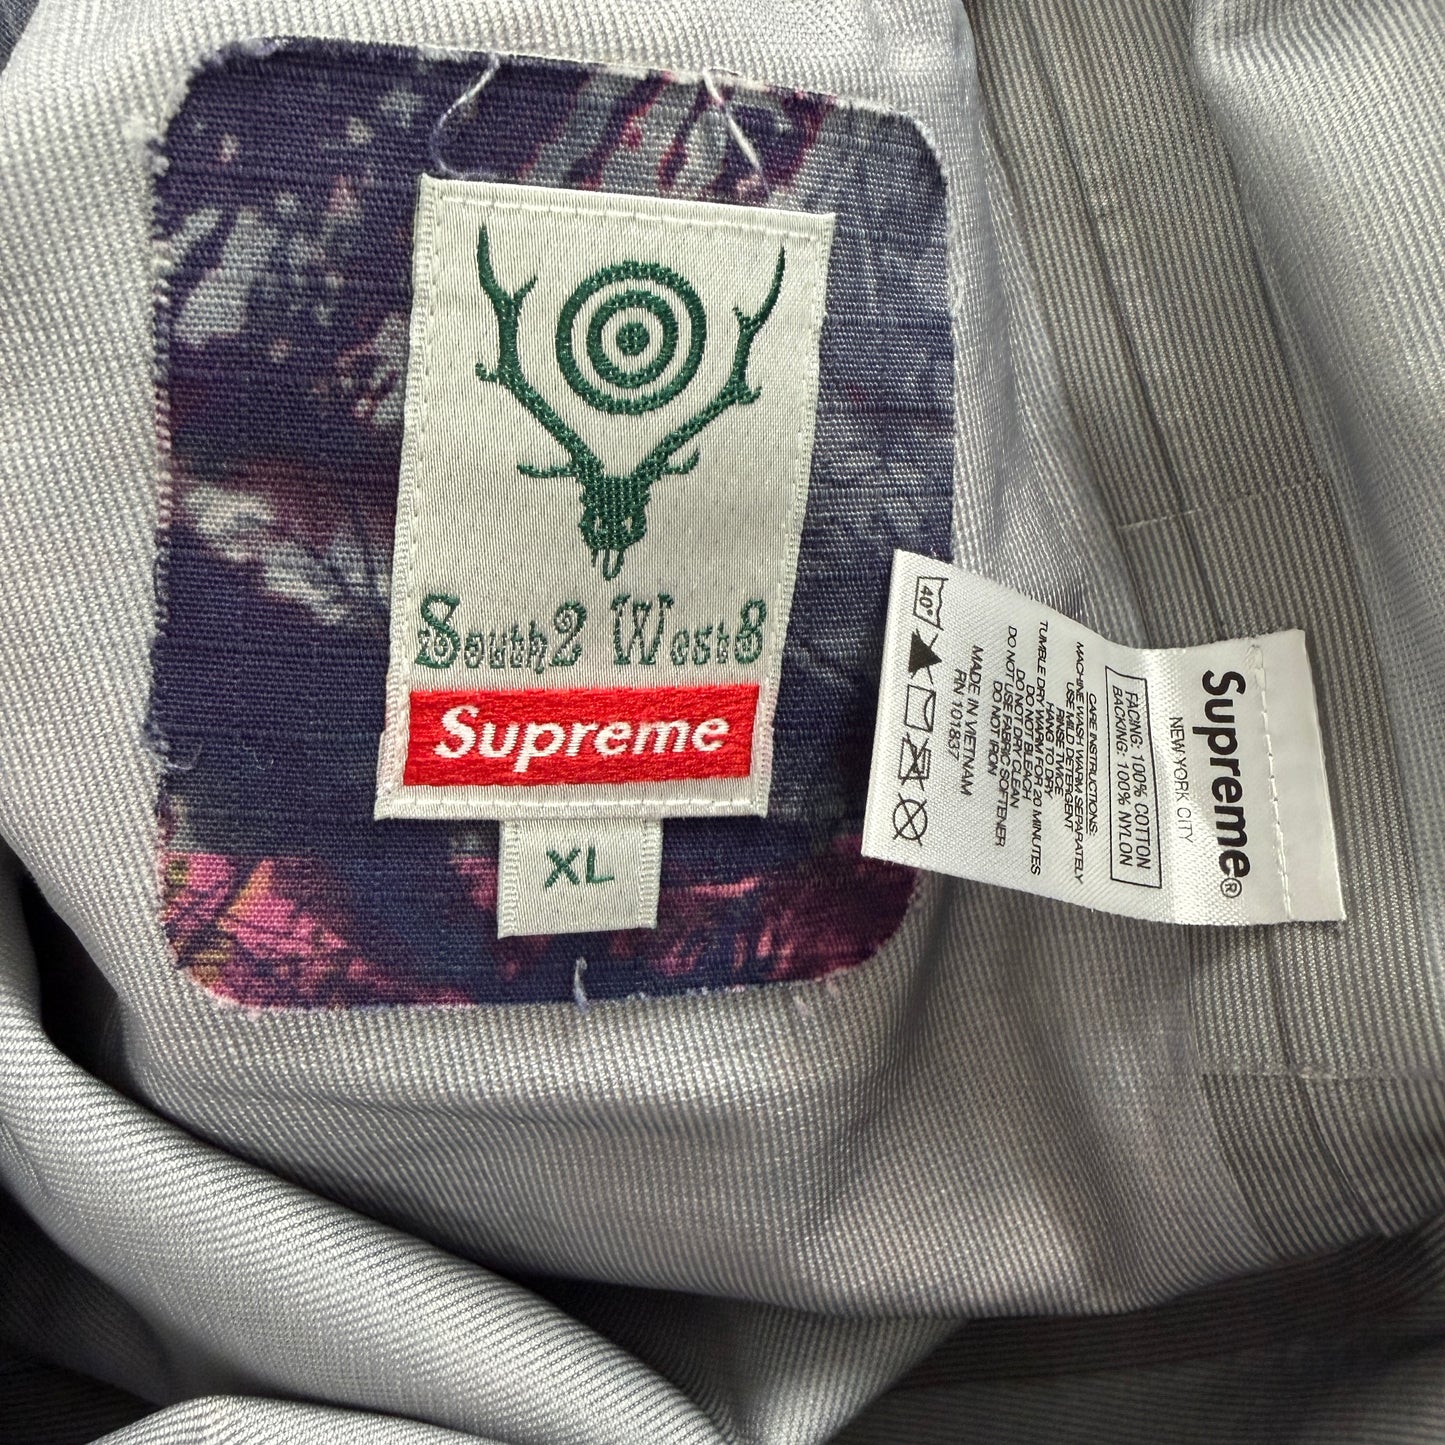 South2 West8
Supreme
XL
Supreme®
NEW YORK CITY
FACING: 100% COTTON
BACKING: 100% NYLON
CARE INSTRUCTIONS:
MACHINE WASH WARM SEPARATELY
USE MILD DETERGENT
RINSE TWICE
HANG TO DRY
TUMBLE DRY WARM FOR 20 MINUTES
DO NOT BLEACH
DO NOT DRY CLEAN
DO NOT USE FABRIC SOFTENER
DO NOT IRON
MADE IN VIETNAM
RN 101837
40°